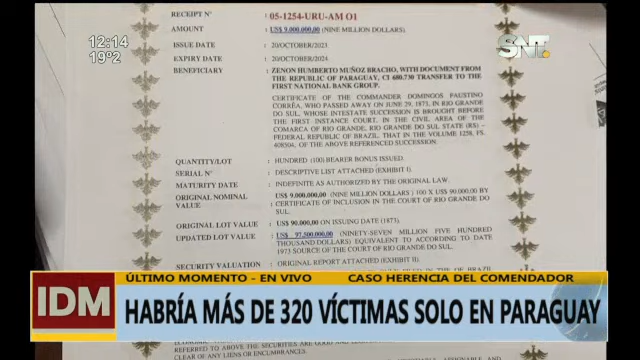 RECEIPT N° : 05-1254-URU-AM O1
AMOUNT : US$ 9.000.000,00 (NINE MILLION DOLLARS).
ISSUE DATE : 20/OCTOBER/2023
EXPIRY DATE : 20/OCTOBER/2024
BENEFICIARY : ZENON HUMBERTO MUÑOZ BRACHO, WITH DOCUMENT FROM
THE REPUBLIC OF PARAGUAY, CI 680.730 TRANSFER TO THE
FIRST NATIONAL BANK GROUP.
CERTIFICATE OF THE COMMANDER DOMINGOS FAUSTINO
CORRÊA, WHO PASSED AWAY ON JUNE 29, 1873, IN RIO GRANDE
DO SUL, WHOSE INTESTATE SUCCESSION IS BROUGHT BEFORE
THE FIRST INSTANCE COURT, IN THE CIVIL AREA OF THE
COMARCA OF RIO GRANDE, RIO GRANDE DO SUL STATE (RS) –
FEDERAL REPUBLIC OF BRAZIL, THAT IN THE VOLUME 1258, FS.
408504, OF THE ABOVE REFERENCED SUCCESSION.
QUANTITY/LOT : HUNDRED (100) BEARER BONUS ISSUED.
SERIAL N° : DESCRIPTIVE LIST ATTACHED (EXHIBIT I)
MATURITY DATE : INDEFINITE AS AUTHORIZED BY THE ORIGINAL LAW.
ORIGINAL NOMINAL VALUE : US$ 9.000.000,00 (NINE MILLION DOLLARS) 100 X US$ 90.000,00 BY
CERTIFICATE OF INCLUSION IN THE COURT OF RIO GRANDE DO
SUL.
ORIGINAL LOT VALUE : US$ 90.000,00 ON ISSUING DATE (1873).
UPDATED LOT VALUE : US$ 97.500.000,00 (NINETY-SEVEN MILLION FIVE HUNDRED
THOUSAND DOLLARS) EQUIVALENT TO ACCORDING TO DATE
1973 SOURCE OF THE COURT OF RIO GRANDE DO SUL.
SECURITY VALUATION : ORIGINAL REPORT ATTACHED (EXHIBIT II)
12:14
19°2
SNT
ÚLTIMO MOMENTO - EN VIVO
CASO HERENCIA DEL COMENDADOR
IDM
HABRÍA MÁS DE 320 VÍCTIMAS SOLO EN PARAGUAY
REFERRED TO ABOVE THE SECURITIES ARE GOOD
CLEAR OF ANY LIENS OR ENCUMBRANCES.